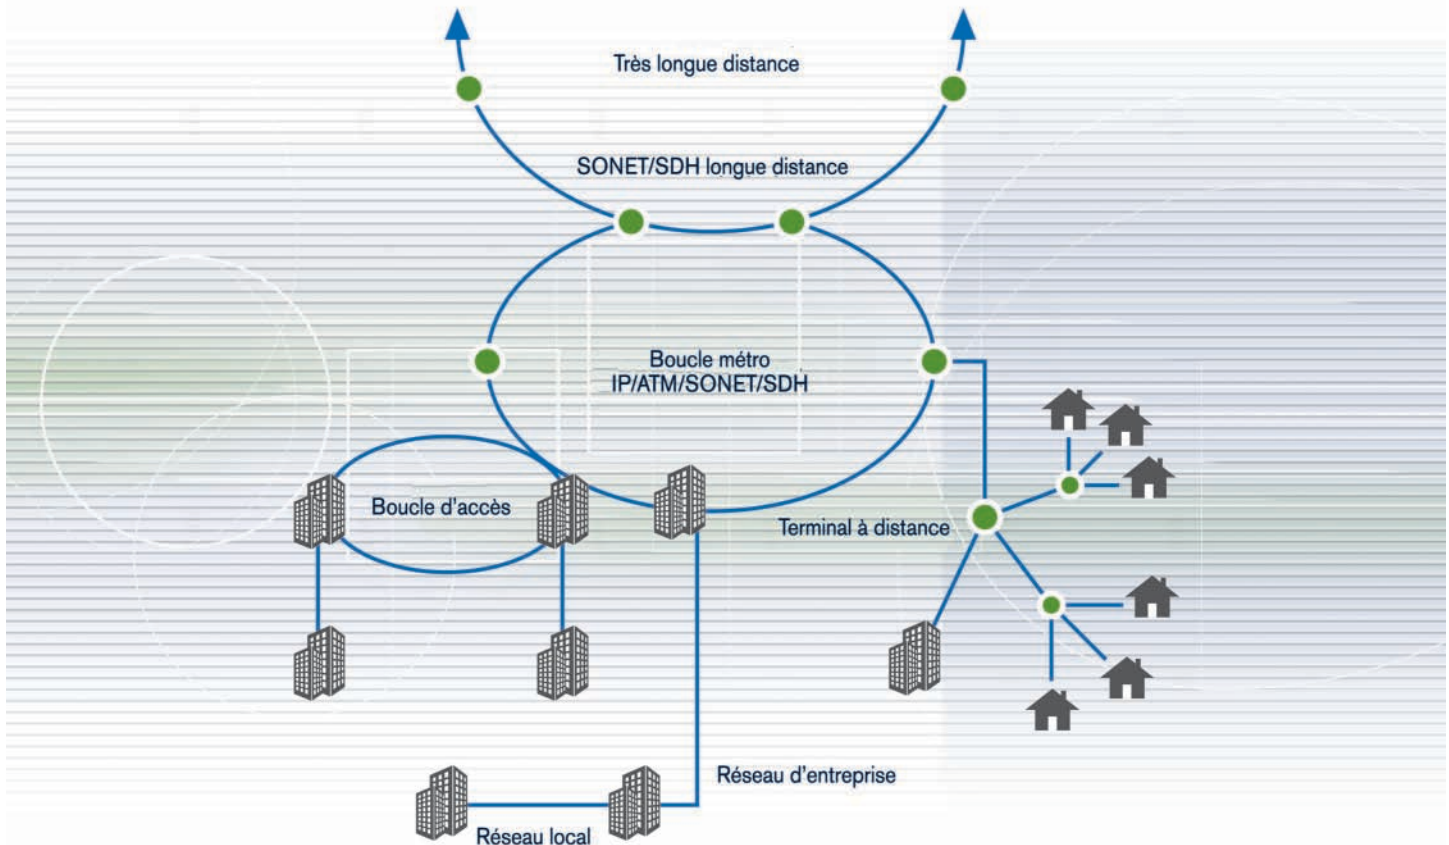 Très longue distance
SONET/SDH longue distance
Boucle métro
IP/ATM/SONET/SDH
Boucle d'accès
Terminal à distance
Réseau d'entreprise
Réseau local